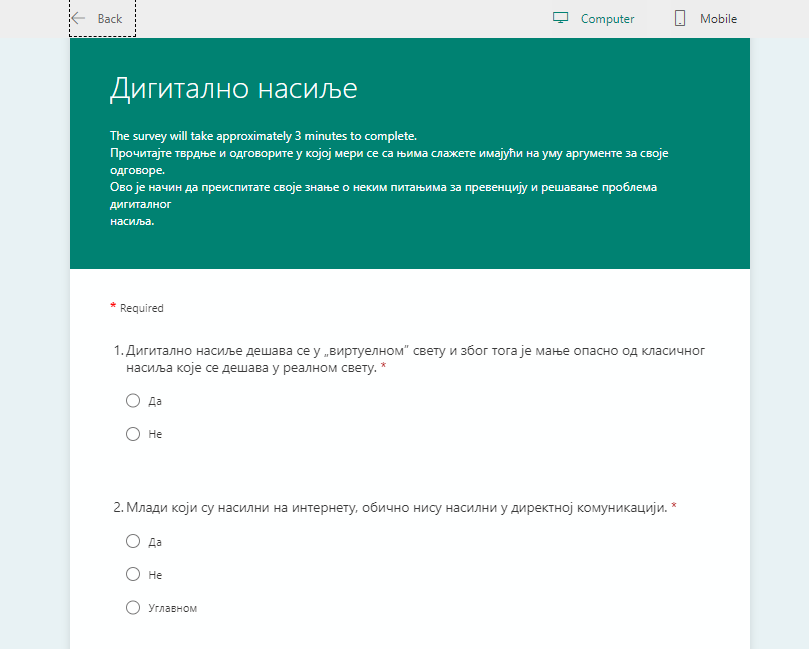 Back
Computer
Mobile
Дигитално насиље
The survey will take approximately 3 minutes to complete.
Прочитајте тврдње и одговорите у којој мери се са њима слажете имајући на уму аргументе за своје
одговоре.
Ово је начин да преиспитате своје знање о неким питањима за превенцију и решавање проблема
дигиталног
насиља.
* Required
1. Дигитално насиље дешава се у „виртуелном” свету и због тога је мање опасно од класичног
насиља које се дешава у реалном свету. *
Да
Не
2. Млади који су насилни на интернету, обично нису насилни у директној комуникацији. *
Да
Не
Углавном